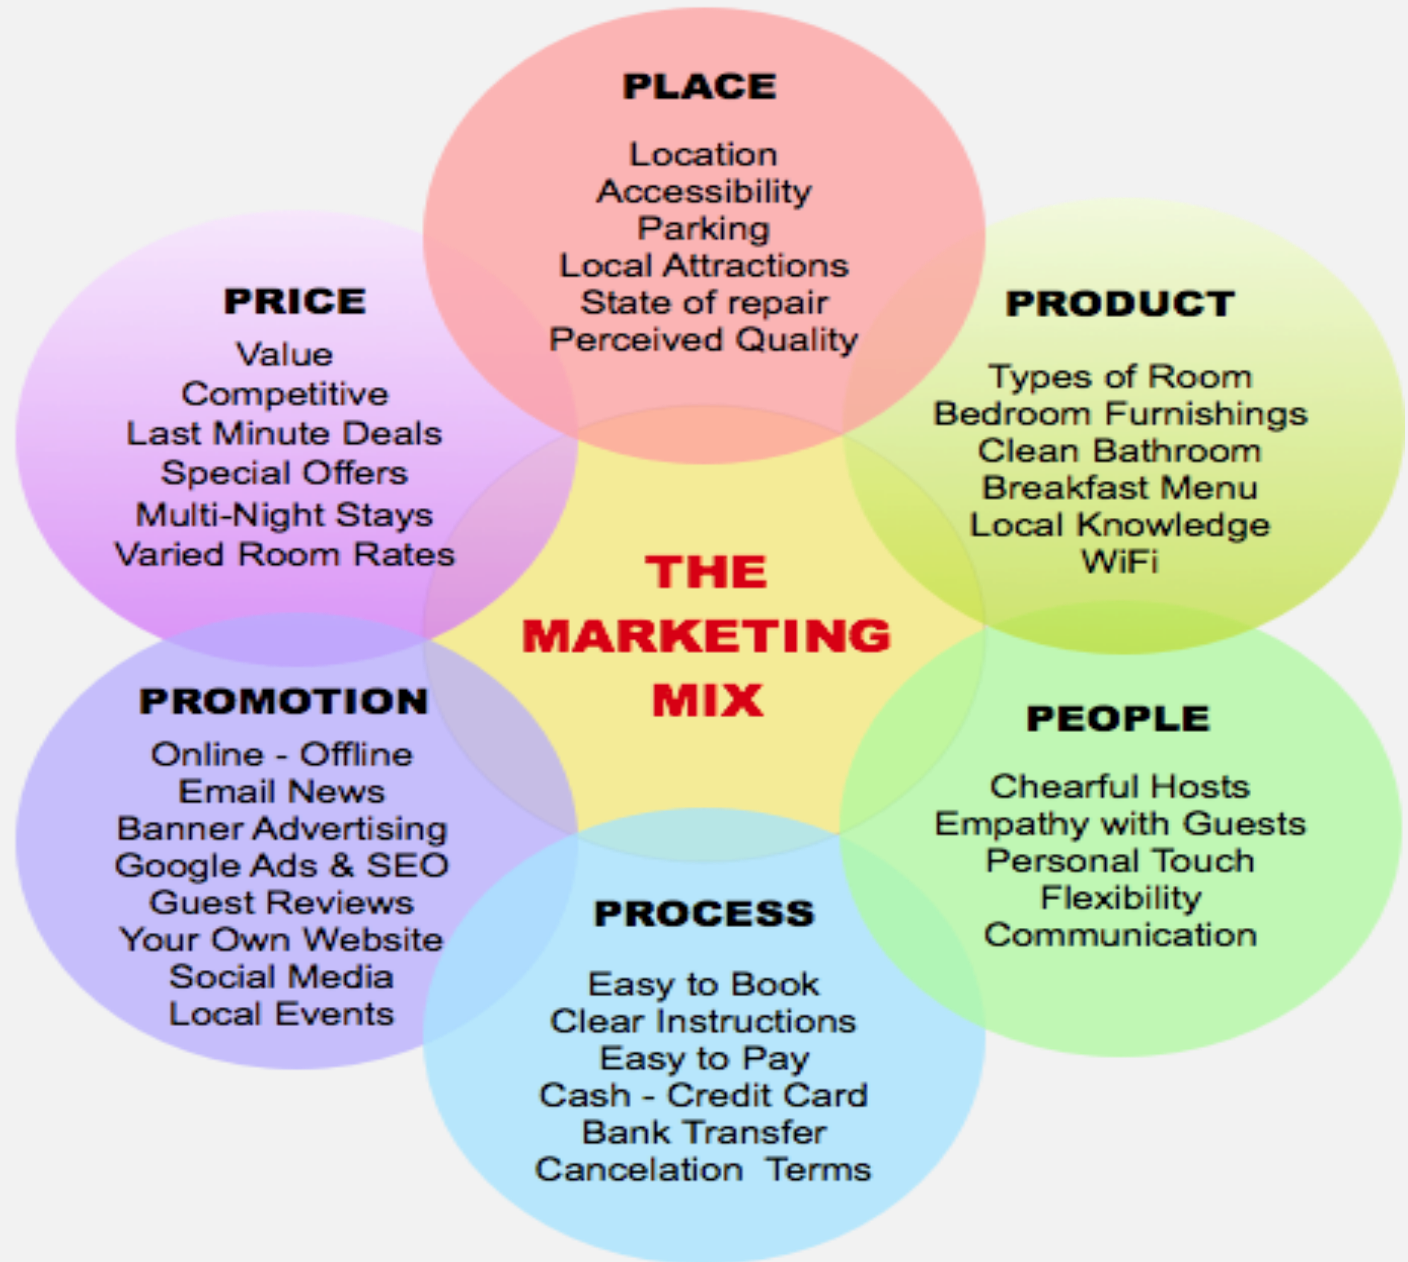 PLACE
Location
Accessibility
Parking
Local Attractions
State of repair
Perceived Quality
PRICE
Value
Competitive
Last Minute Deals
Special Offers
Multi-Night Stays
Varied Room Rates
PRODUCT
Types of Room
Bedroom Furnishings
Clean Bathroom
Breakfast Menu
Local Knowledge
WiFi
THE
MARKETING
MIX
PROMOTION
Online - Offline
Email News
Banner Advertising
Google Ads & SEO
Guest Reviews
Your Own Website
Social Media
Local Events
PEOPLE
Chearful Hosts
Empathy with Guests
Personal Touch
Flexibility
Communication
PROCESS
Easy to Book
Clear Instructions
Easy to Pay
Cash - Credit Card
Bank Transfer
Cancelation  Terms